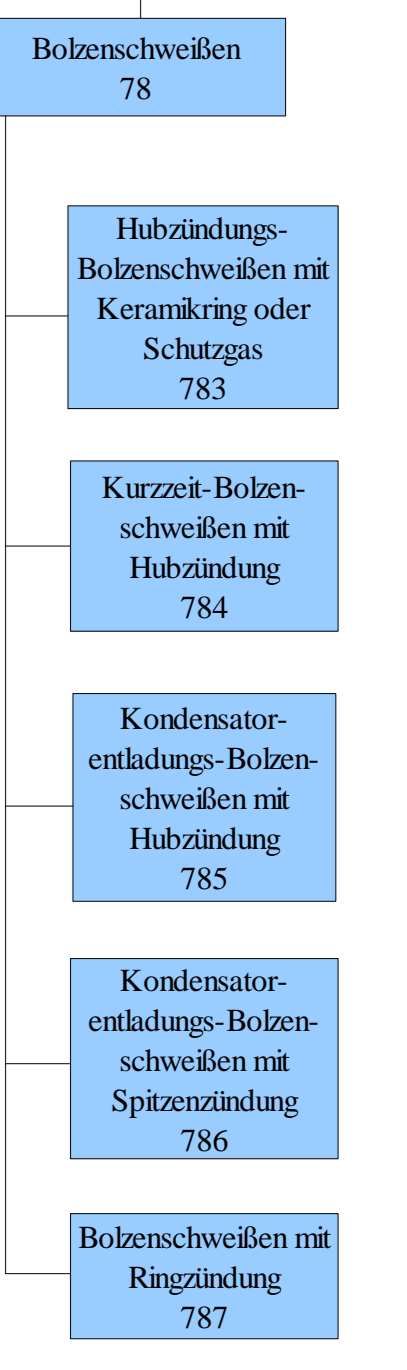 Bolzenschweißen
78
Hubzündungs-
Bolzenschweißen mit
Keramikring oder
Schutzgas
783
Kurzzeit-Bolzen-
schweißen mit
Hubzündung
784
Kondensator-
entladungs-Bolzen-
schweißen mit
Hubzündung
785
Kondensator-
entladungs-Bolzen-
schweißen mit
Spitzenzündung
786
Bolzenschweißen mit
Ringzündung
787